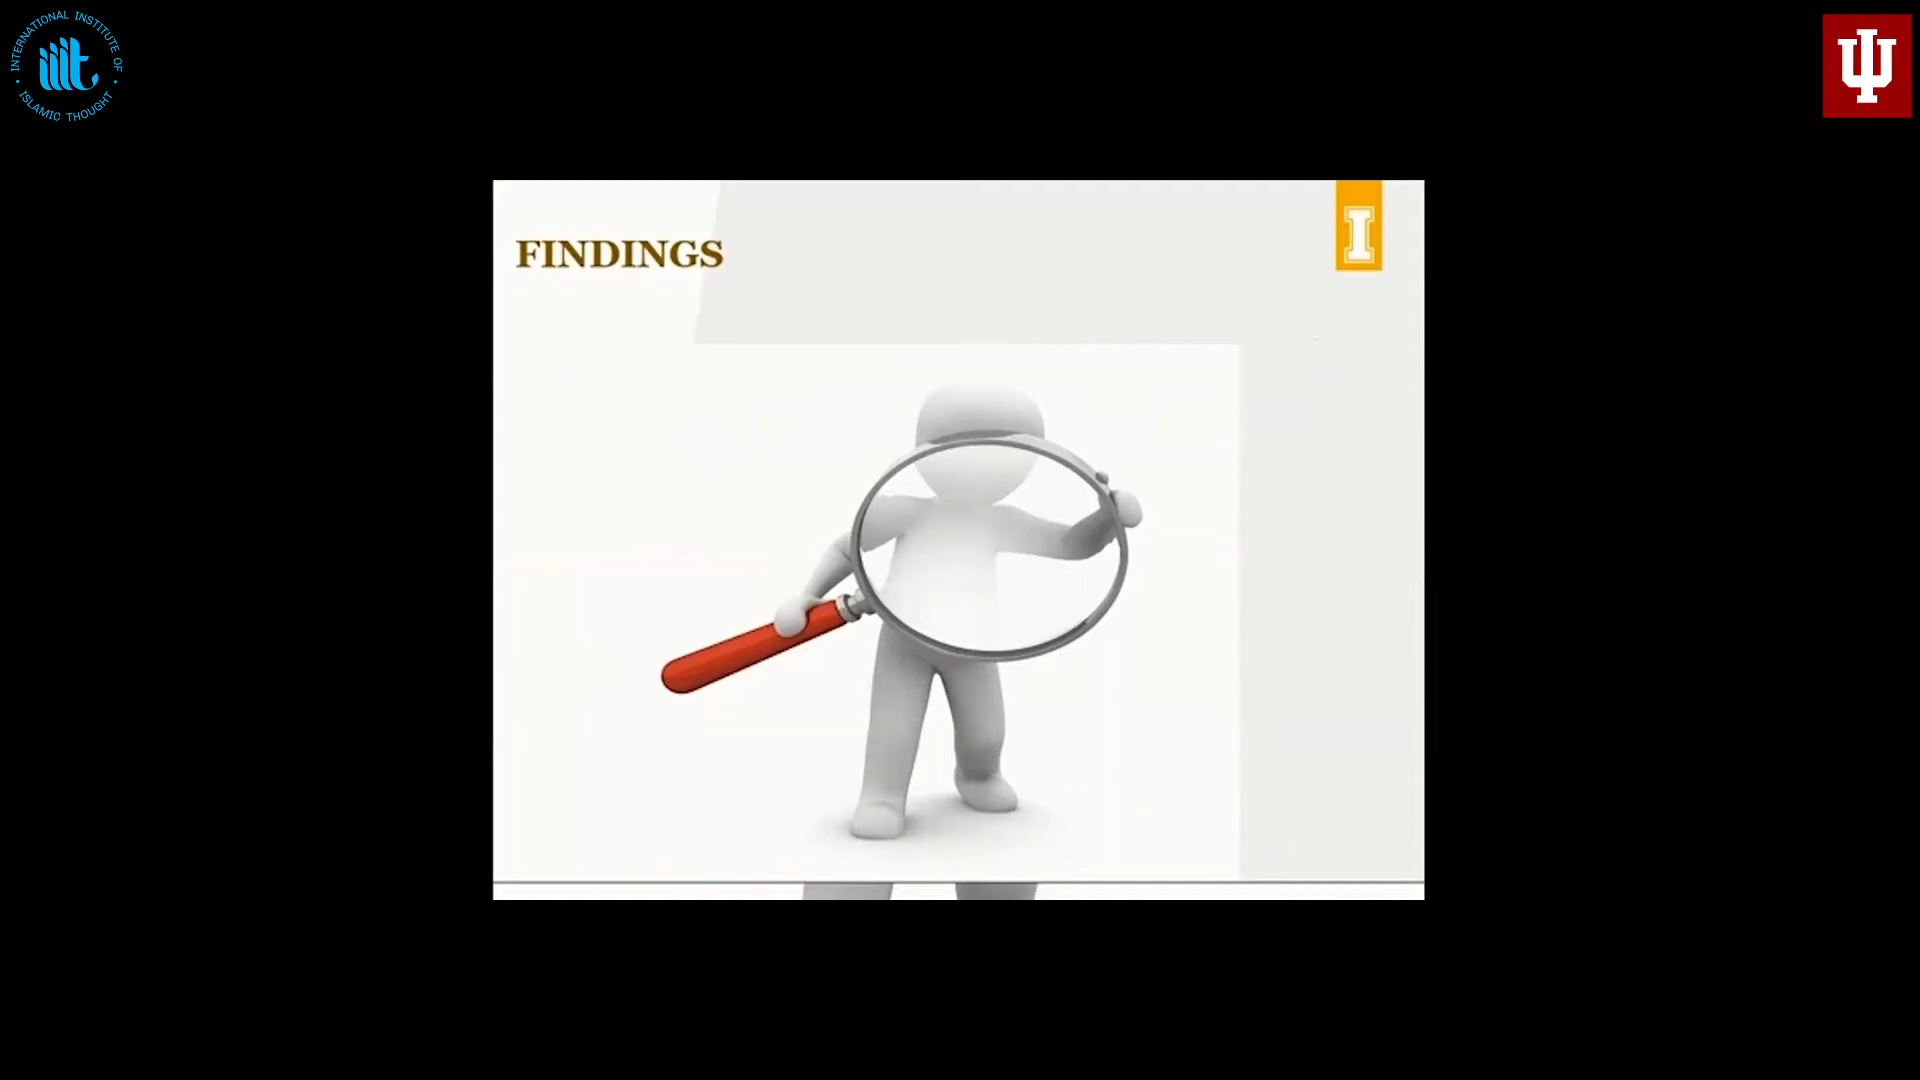 INTERNATIONAL INSTITUTE OF
ISLAMIC THOUGHT
iiit
FINDINGS
I